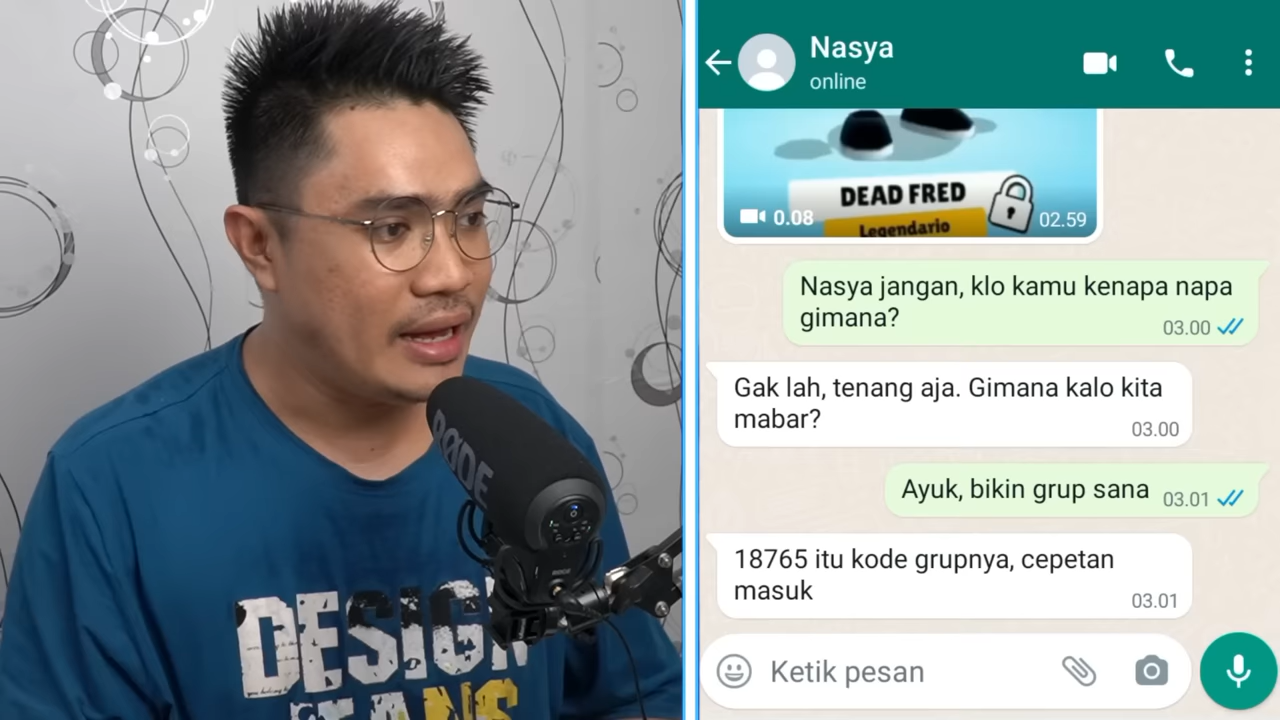 RØDE
DESIGN
JEANS
Nasya
online
DEAD FRED
Legendario
0.08
02.59
Nasya jangan, klo kamu kenapa napa
gimana?
03.00
Gak lah, tenang aja. Gimana kalo kita
mabar?
03.00
Ayuk, bikin grup sana
03.01
18765 itu kode grupnya, cepetan
masuk
03.01
Ketik pesan